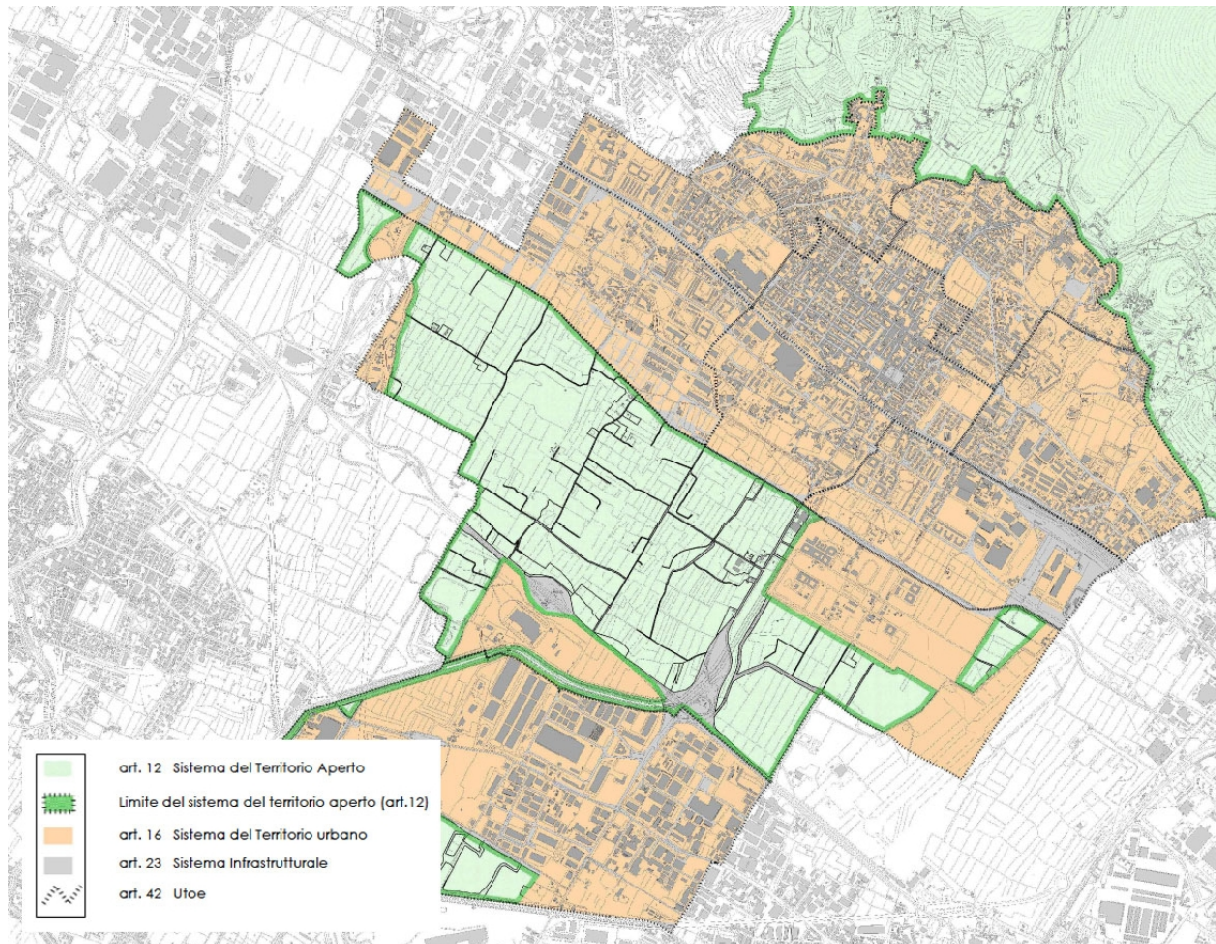 art. 12 Sistema del Territorio Aperto
Limite del sistema del territorio aperto (art.12)
art. 16 Sistema del Territorio urbano
art. 23 Sistema Infrastrutturale
art. 42 Utoe